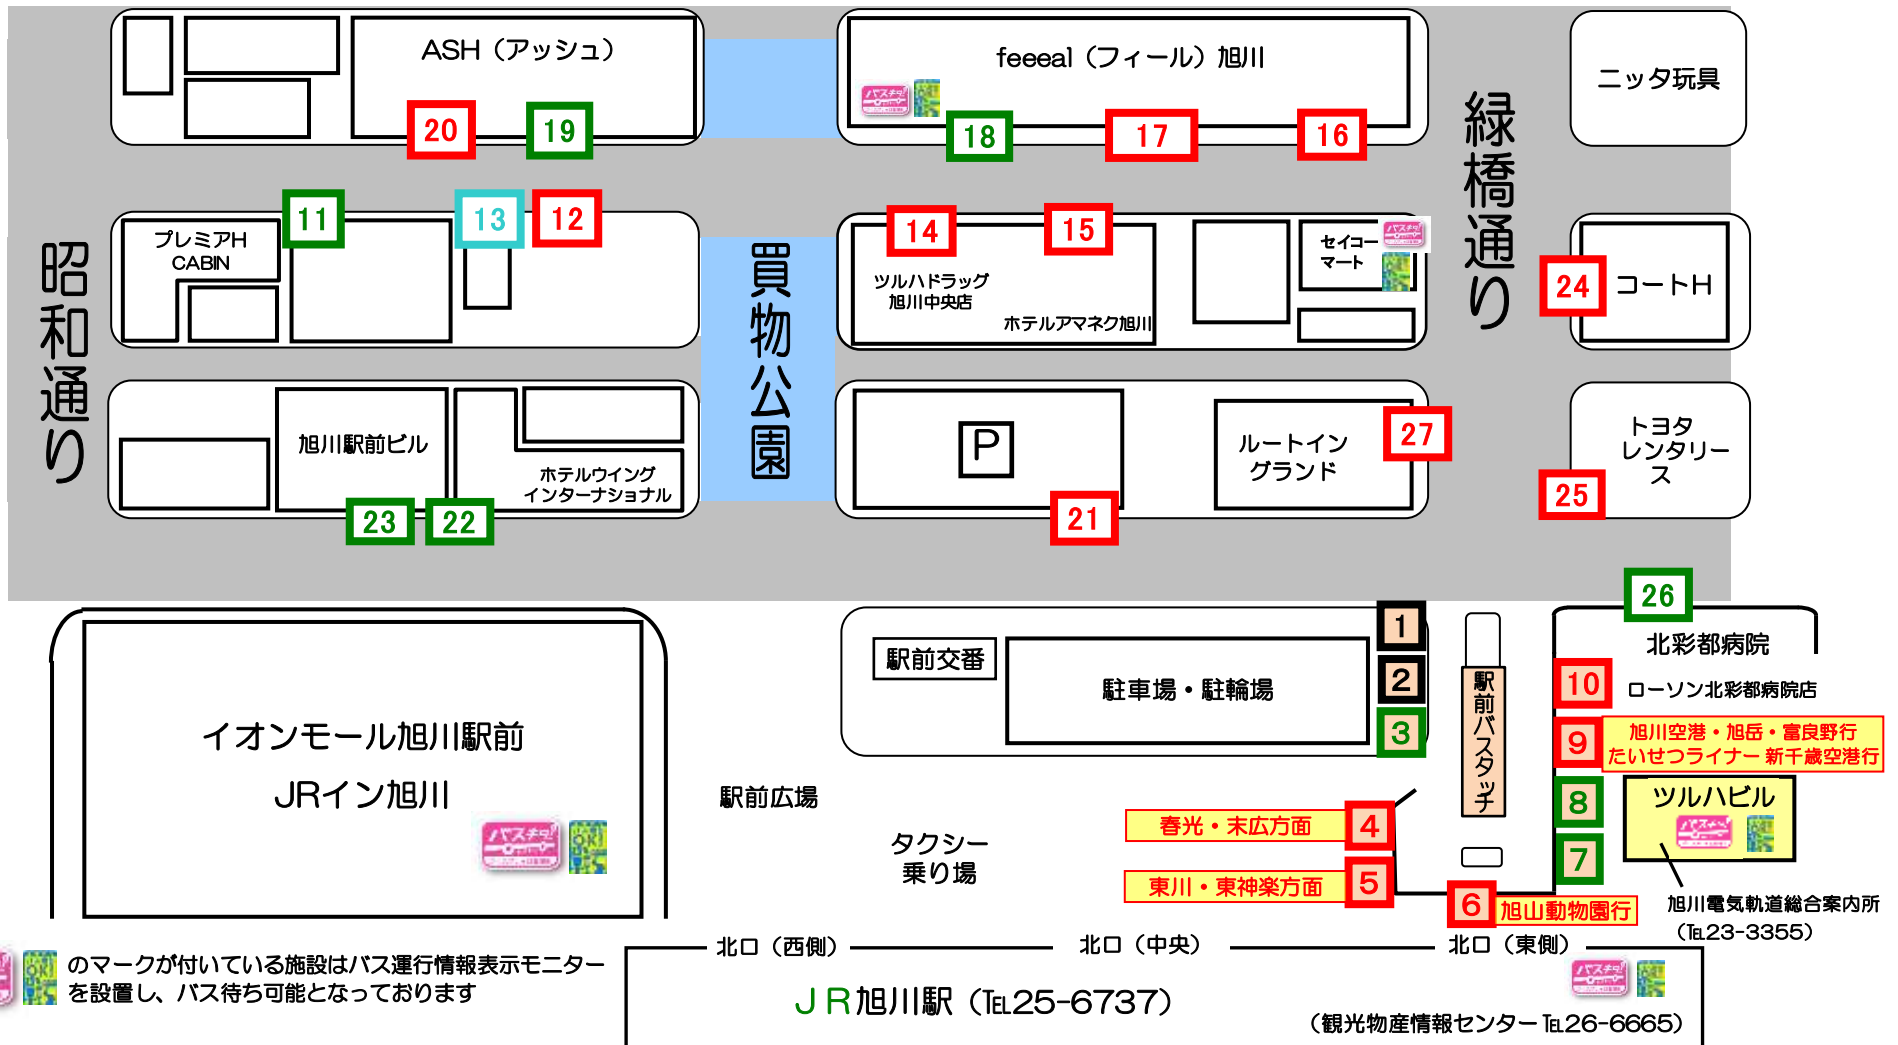 ASH（アッシュ）
feeeal（フィール）旭川
ニッタ玩具
20
19
18
17
16
緑橋通り
11
13
12
14
15
プレミアH
CABIN
ツルハドラッグ
旭川中央店
ホテルアマネク旭川
セイコー
マート
24
コートH
昭和通り
買物公園
旭川駅前ビル
ホテルウイング
インターナショナル
P
ルートイン
グランド
27
トヨタ
レンタリー
ス
25
23
22
21
26
北彩都病院
イオンモール旭川駅前
JRイン旭川
駅前交番
駐車場・駐輪場
1
2
3
駅前バスタッチ
10
ローソン北彩都病院店
9
旭川空港・旭岳・富良野行
たいせつライナー 新千歳空港行
8
7
ツルハビル
駅前広場
タクシー
乗り場
春光・末広方面
4
東川・東神楽方面
5
6
旭山動物園行
旭川電気軌道総合案内所
（℡23-3355）
北口（西側）
北口（中央）
北口（東側）
のマークが付いている施設はバス運行情報表示モニター
を設置し、バス待ち可能となっております
ＪＲ旭川駅（℡25-6737）
（観光物産情報センター ℡26-6665）